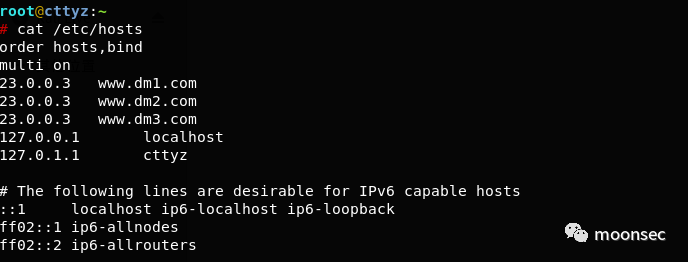 root@cttyz:~
# cat /etc/hosts
order hosts,bind
multi on
23.0.0.3   www.dm1.com
23.0.0.3   www.dm2.com
23.0.0.3   www.dm3.com
127.0.0.1       localhost
127.0.1.1       cttyz

# The following lines are desirable for IPv6 capable hosts
::1     localhost ip6-localhost ip6-loopback
ff02::1 ip6-allnodes
ff02::2 ip6-allrouters
moonsec